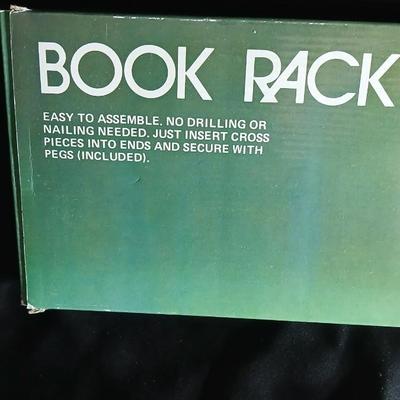 BOOK RACK
EASY TO ASSEMBLE. NO DRILLING OR
NAILING NEEDED. JUST INSERT CROSS
PIECES INTO ENDS AND SECURE WITH
PEGS (INCLUDED).